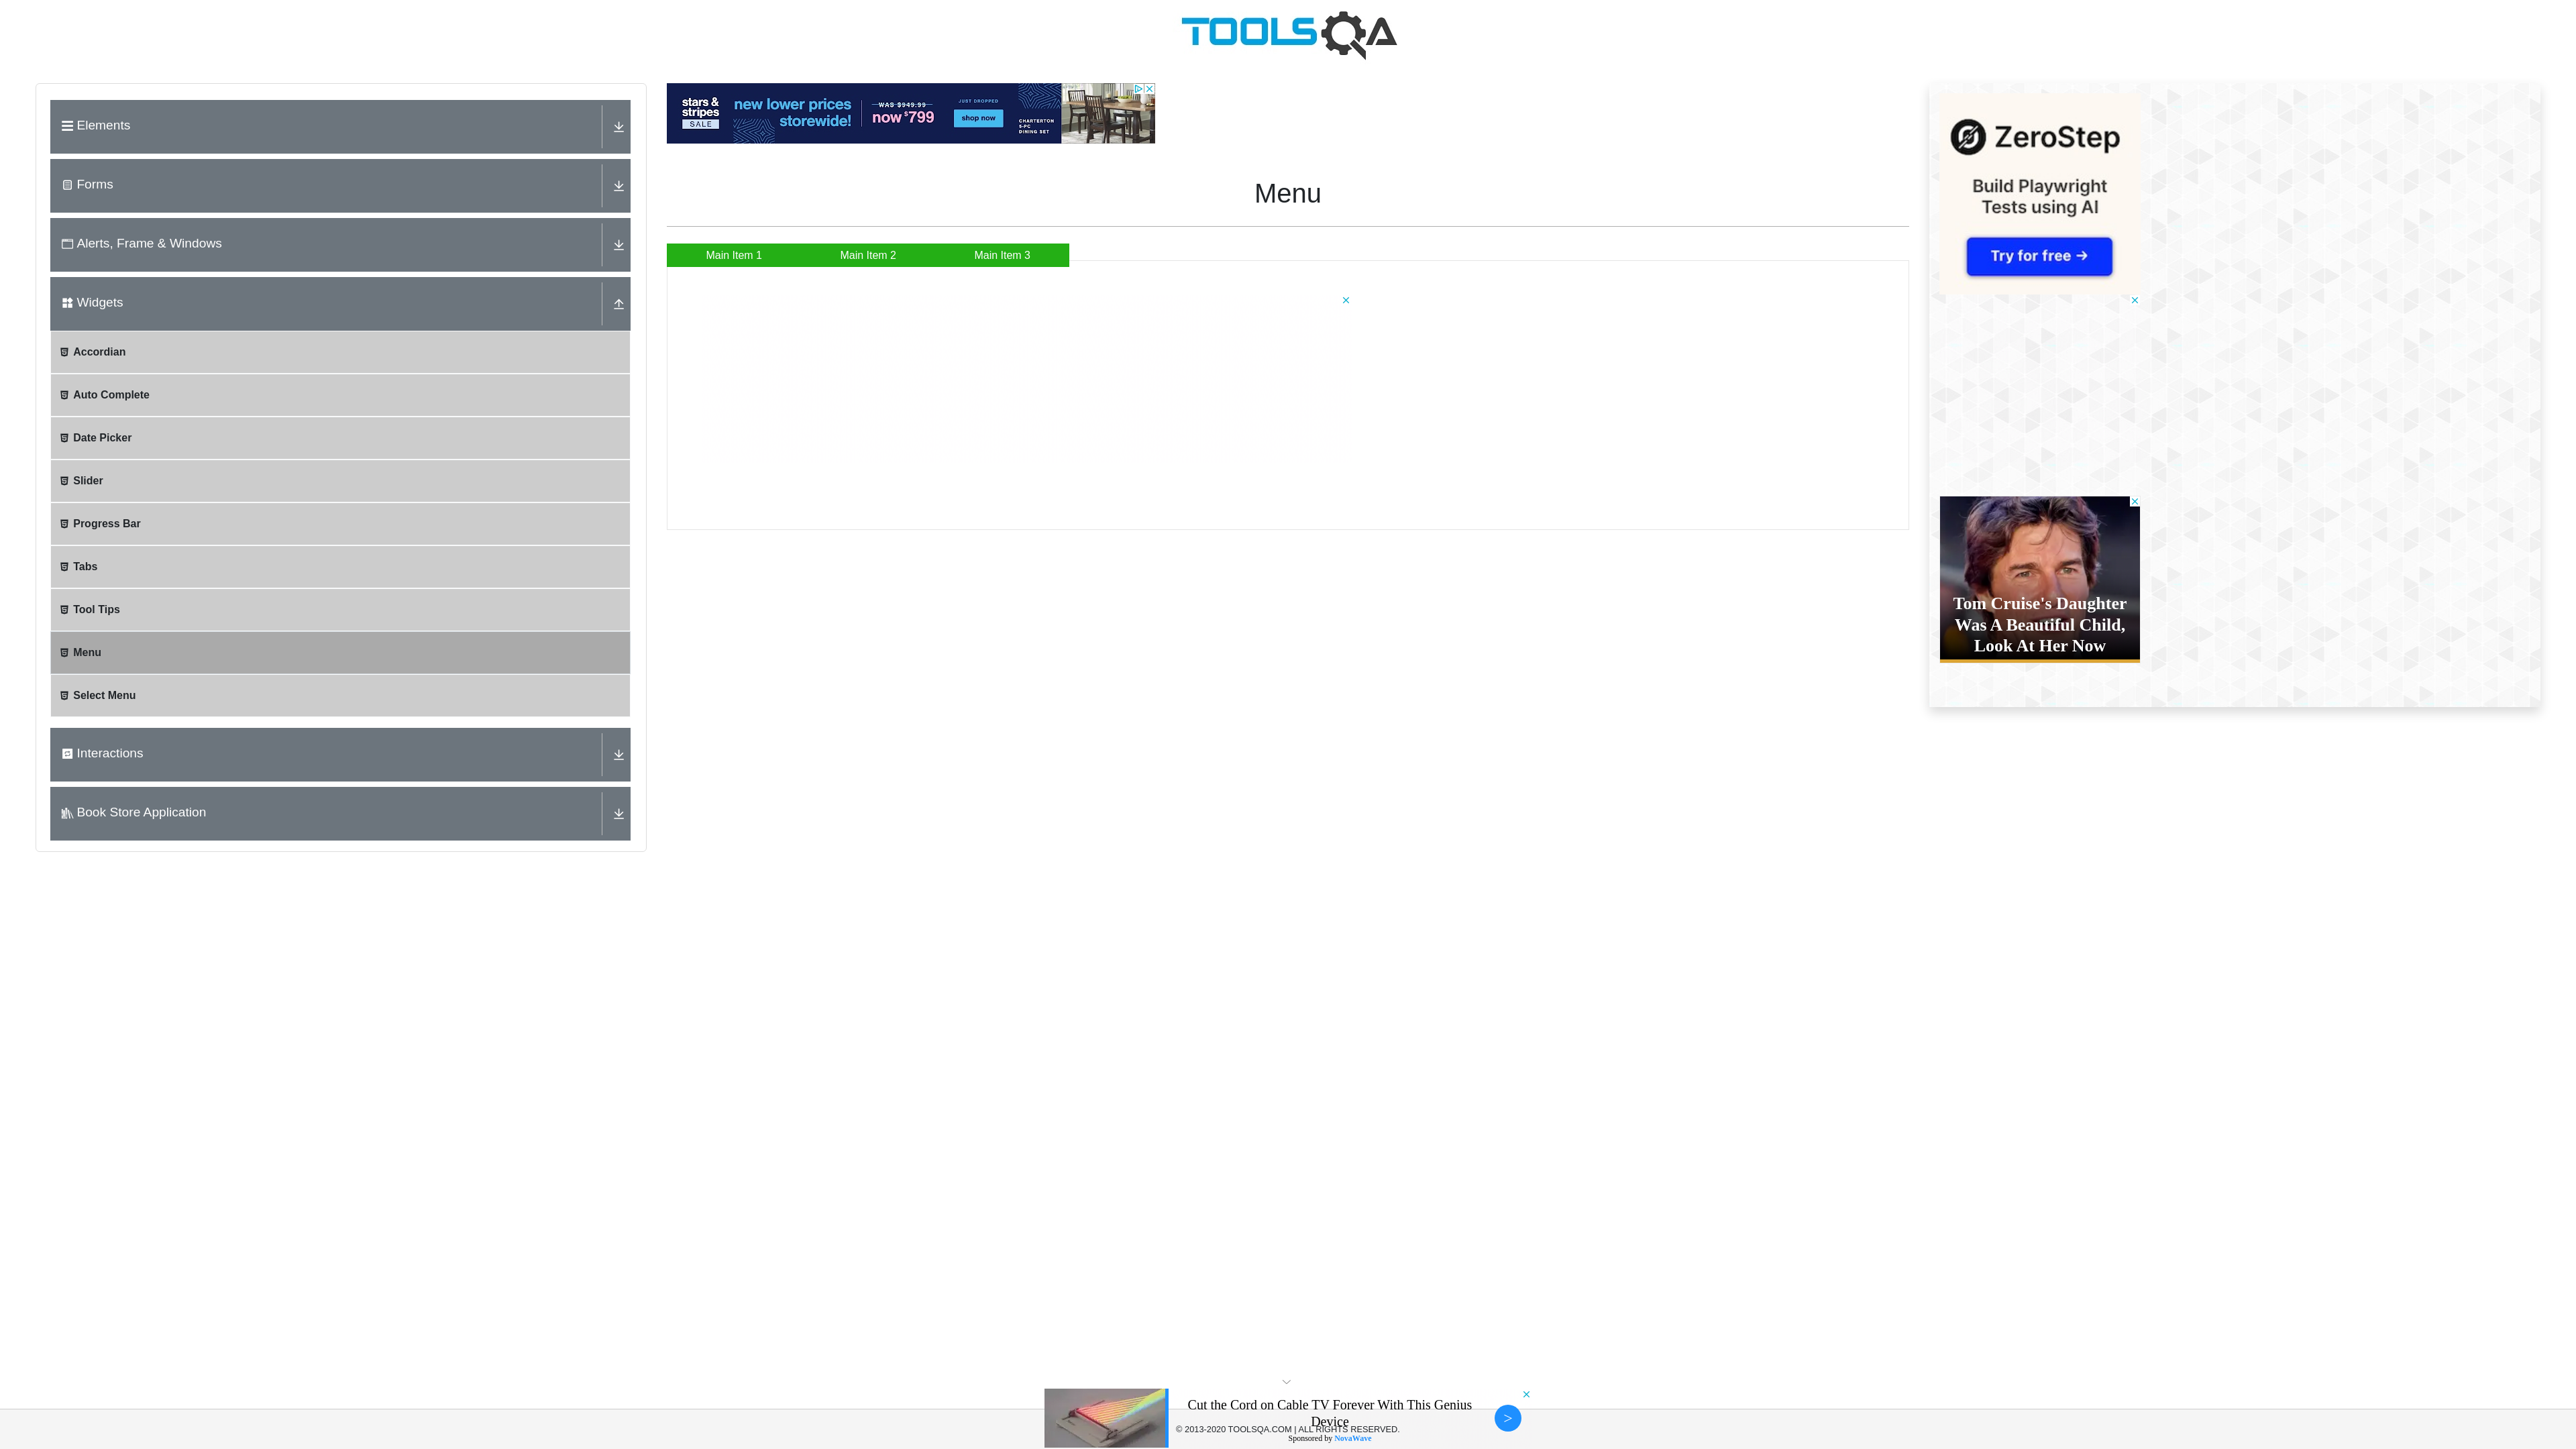 TOOLSQA
Elements
Forms
Alerts, Frame & Windows
Widgets
Accordian
Auto Complete
Date Picker
Slider
Progress Bar
Tabs
Tool Tips
Menu
Select Menu
Interactions
Book Store Application
stars &
stripes
SALE
new lower prices
storewide!
WAS $949.99
now $799
JUST DROPPED
shop now
CHARTERTON
5-PC
DINING SET
Menu
Main Item 1
Main Item 2
Main Item 3
ZeroStep
Build Playwright
Tests using AI
Try for free →
Tom Cruise's Daughter
Was A Beautiful Child,
Look At Her Now
Cut the Cord on Cable TV Forever With This Genius
Device
© 2013-2020 TOOLSQA.COM | ALL RIGHTS RESERVED.
Sponsored by NovaWave